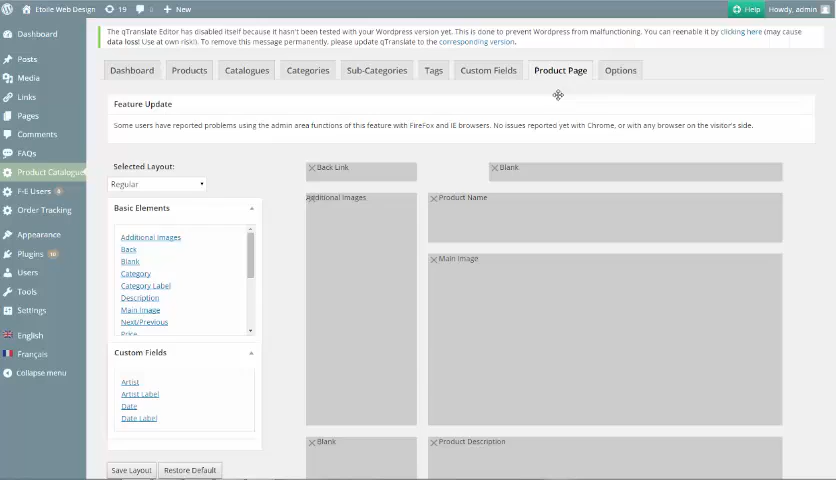 Etoile Web Design
19
0
+ New
Help
Howdy, admin
Dashboard
Posts
Media
Links
Pages
Comments
FAQs
Product Catalogue
F-E Users
Order Tracking
Appearance
Plugins
Users
Tools
Settings
English
Français
Collapse menu
The qTranslate Editor has disabled itself because it hasn't been tested with your Wordpress version yet. This is done to prevent Wordpress from malfunctioning. You can reenable it by clicking here (may cause
data loss! Use at own risk!). To remove this message permanently, please update qTranslate to the corresponding version.
Dashboard
Products
Catalogues
Categories
Sub-Categories
Tags
Custom Fields
Product Page
Options
Feature Update
Some users have reported problems using the admin area functions of this feature with FireFox and IE browsers. No issues reported yet with Chrome, or with any browser on the visitor's side.
Selected Layout:
Regular
Basic Elements
Additional Images
Back
Blank
Category
Category Label
Description
Main Image
Next/Previous
Price
Custom Fields
Artist
Artist Label
Date
Date Label
Save Layout
Restore Default
Back Link
Blank
Additional Images
Product Name
Main Image
Blank
Product Description